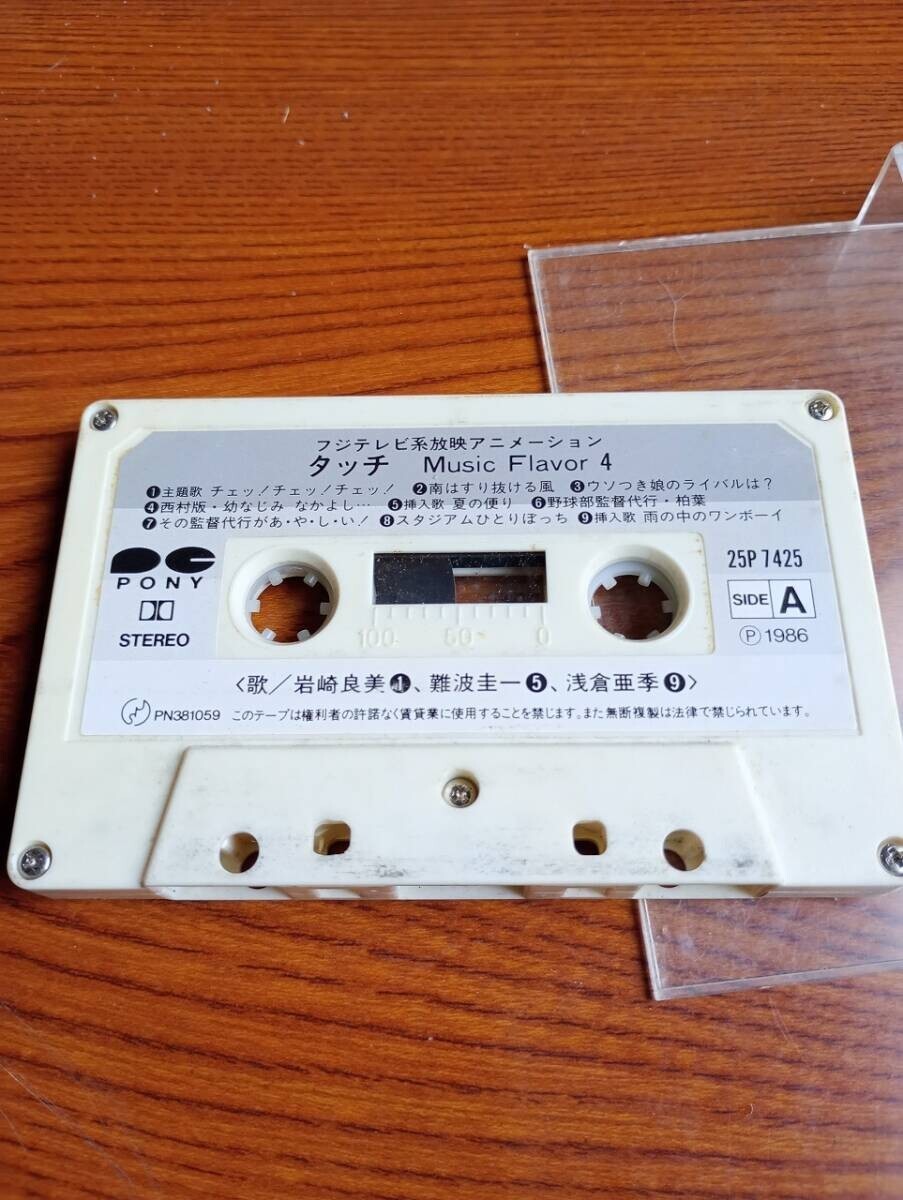 フジテレビ系放映アニメーション
タッチ Music Flavor 4
❶主題歌 チェッ!チェッ!チェッ! ❷南はすり抜ける風 ❸ウソつき娘のライバルは?
❹西村版・幼なじみ なかよし… ❺挿入歌 夏の便り ❻野球部監督代行・柏葉
❼その監督代行があ・や・し・い! ❽スタジアムひとりぼっち ❾挿入歌 雨の中のワンボーイ
PONY
STEREO
25P 7425
SIDE A
Ⓟ1986
100 50 0
〈歌/岩崎良美❶、難波圭一❺、浅倉亜季❾〉
PN381059 このテープは権利者の許諾なく賃貸業に使用することを禁じます。また無断複製は法律で禁じられています。